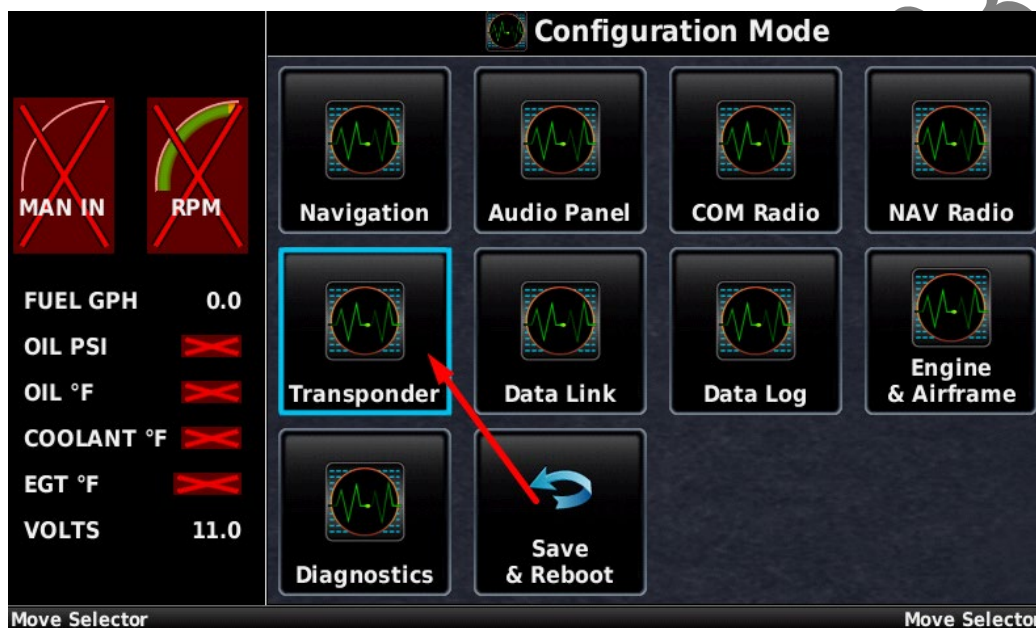 Configuration Mode
MAN IN
RPM
FUEL GPH 0.0
OIL PSI
OIL °F
COOLANT °F
EGT °F
VOLTS 11.0
Navigation
Audio Panel
COM Radio
NAV Radio
Transponder
Data Link
Data Log
Engine
& Airframe
Diagnostics
Save
& Reboot
Move Selector
Move Selecto